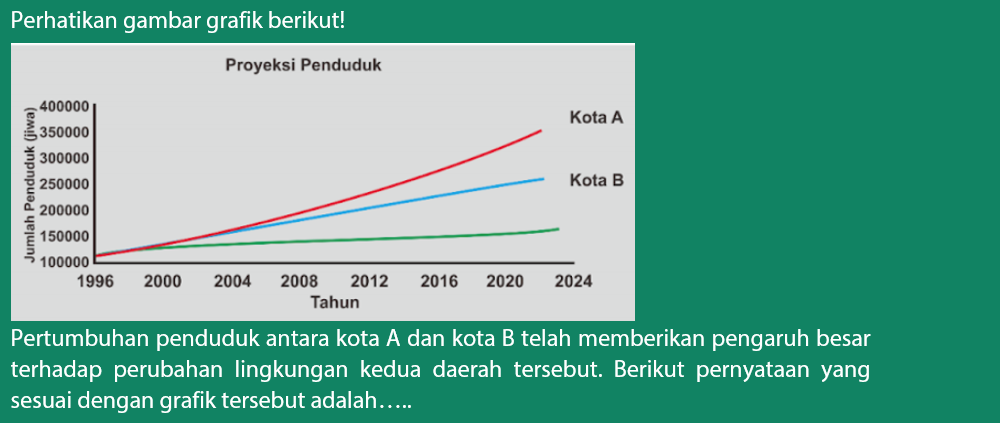 Perhatikan gambar grafik berikut!
Proyeksi Penduduk
Jumlah Penduduk (jiwa)
400000
350000
300000
250000
200000
150000
100000
Kota A
Kota B
1996 2000 2004 2008 2012 2016 2020 2024
Tahun
Pertumbuhan penduduk antara kota A dan kota B telah memberikan pengaruh besar
terhadap perubahan lingkungan kedua daerah tersebut. Berikut pernyataan yang
sesuai dengan grafik tersebut adalah…..